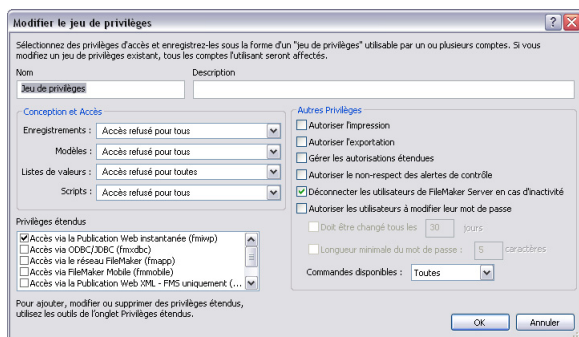 Modifier le jeu de privilèges
Sélectionnez des privilèges d'accès et enregistrez-les sous la forme d'un "jeu de privilèges" utilisable par un ou plusieurs comptes. Si vous
modifiez un jeu de privilèges existant, tous les comptes l'utilisant seront affectés.
Nom
Description
Jeu de privilèges
Conception et Accès
Enregistrements : Accès refusé pour tous
Modèles : Accès refusé pour tous
Listes de valeurs : Accès refusé pour toutes
Scripts : Accès refusé pour tous
Privilèges étendus
Accès via la Publication Web instantanée (fmiwp)
Accès via ODBC/JDBC (fmxdbc)
Accès via le réseau FileMaker (fmapp)
Accès via FileMaker Mobile (fmmobile)
Accès via la Publication Web XML - FMS uniquement (...
Pour ajouter, modifier ou supprimer des privilèges étendus,
utilisez les outils de l'onglet Privilèges étendus.
Autres Privilèges
Autoriser l'impression
Autoriser l'exportation
Gérer les autorisations étendues
Autoriser le non-respect des alertes de contrôle
Déconnecter les utilisateurs de FileMaker Server en cas d'inactivité
Autoriser les utilisateurs à modifier leur mot de passe
Doit être changé tous les 30 jours
Longueur minimale du mot de passe : 5 caractères
Commandes disponibles : Toutes
OK
Annuler